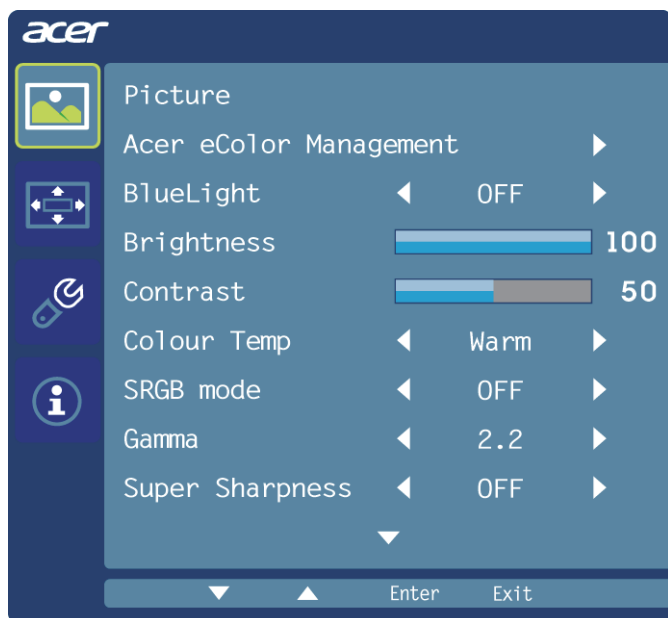 acer
Picture
Acer eColor Management
BlueLight OFF
Brightness 100
Contrast 50
Colour Temp Warm
SRGB mode OFF
Gamma 2.2
Super Sharpness OFF
Enter Exit